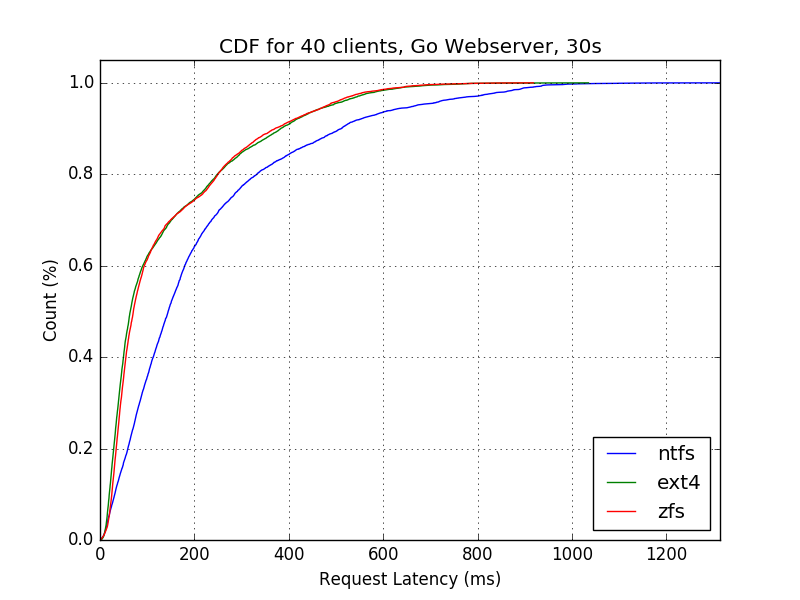 CDF for 40 clients, Go Webserver, 30s
1.0
0.8
0.6
0.4
0.2
0.0
Count (%)
0 200 400 600 800 1000 1200
Request Latency (ms)
ntfs
ext4
zfs